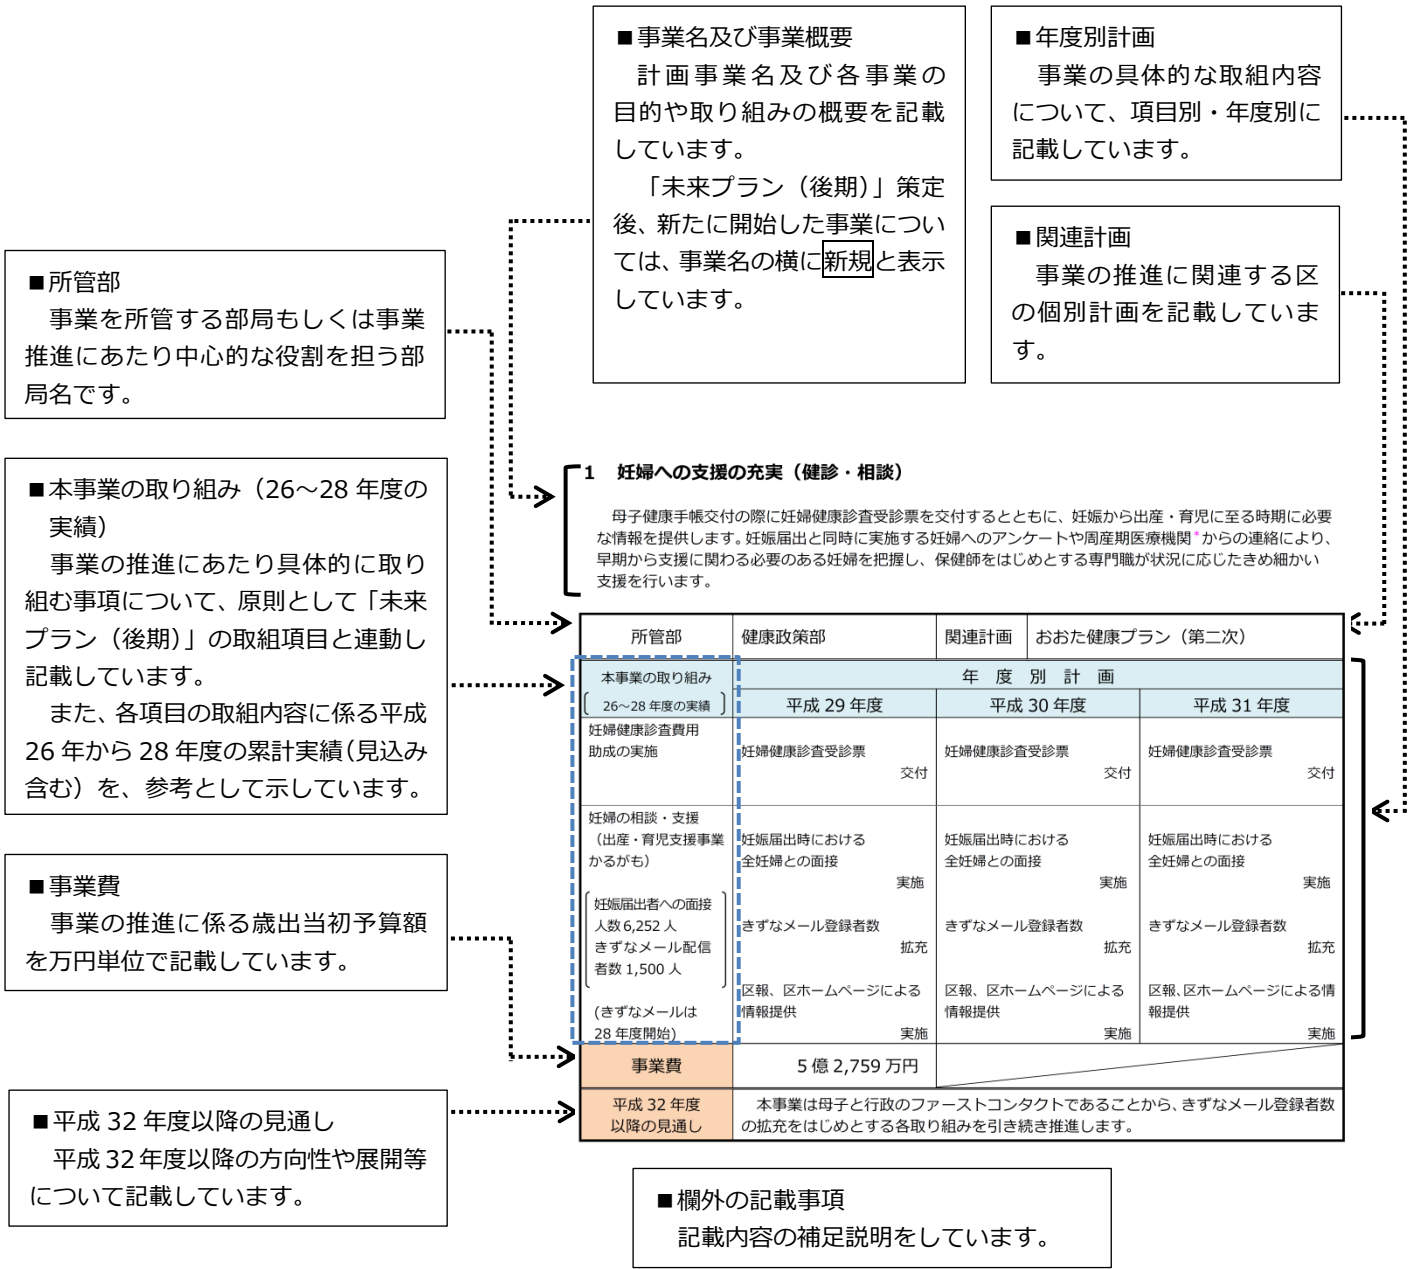 ■事業名及び事業概要
計画事業名及び各事業の
目的や取り組みの概要を記載
しています。
「未来プラン（後期）」策定
後、新たに開始した事業につい
ては、事業名の横に新規と表示
しています。
■年度別計画
事業の具体的な取組内容
について、項目別・年度別に
記載しています。
■関連計画
事業の推進に関連する区
の個別計画を記載していま
す。
■所管部
事業を所管する部局もしくは事業
推進にあたり中心的な役割を担う部
局名です。
■本事業の取り組み（26～28 年度の
実績）
事業の推進にあたり具体的に取り
組む事項について、原則として「未来
プラン（後期）」の取組項目と連動し
記載しています。
また、各項目の取組内容に係る平成
26 年から 28 年度の累計実績（見込み
含む）を、参考として示しています。
■事業費
事業の推進に係る歳出当初予算額
を万円単位で記載しています。
■平成 32 年度以降の見通し
平成 32 年度以降の方向性や展開等
について記載しています。
1 妊婦への支援の充実（健診・相談）
母子健康手帳交付の際に妊婦健康診査受診票を交付するとともに、妊娠から出産・育児に至る時期に必要
な情報を提供します。妊娠届出と同時に実施する妊婦へのアンケートや周産期医療機関*からの連絡により、
早期から支援に関わる必要のある妊婦を把握し、保健師をはじめとする専門職が状況に応じたきめ細かい
支援を行います。
所管部 健康政策部 関連計画 おおた健康プラン（第二次）
本事業の取り組み
26～28 年度の実績
年 度 別 計 画
平成 29 年度 平成 30 年度 平成 31 年度
妊婦健康診査費用
助成の実施
妊婦健康診査受診票
交付
妊婦健康診査受診票
交付
妊婦健康診査受診票
交付
妊婦の相談・支援
（出産・育児支援事業
かるがも）
妊娠届出者への面接
人数 6,252 人
きずなメール配信
者数 1,500 人
(きずなメールは
28 年度開始)
妊娠届出時における
全妊婦との面接
実施
きずなメール登録者数
拡充
区報、区ホームページによる
情報提供
実施
妊娠届出時における
全妊婦との面接
実施
きずなメール登録者数
拡充
区報、区ホームページによる
情報提供
実施
妊娠届出時における
全妊婦との面接
実施
きずなメール登録者数
拡充
区報、区ホームページによる情
報提供
実施
事業費 5 億 2,759 万円
平成 32 年度
以降の見通し
本事業は母子と行政のファーストコンタクトであることから、きずなメール登録者数
の拡充をはじめとする各取り組みを引き続き推進します。
■欄外の記載事項
記載内容の補足説明をしています。